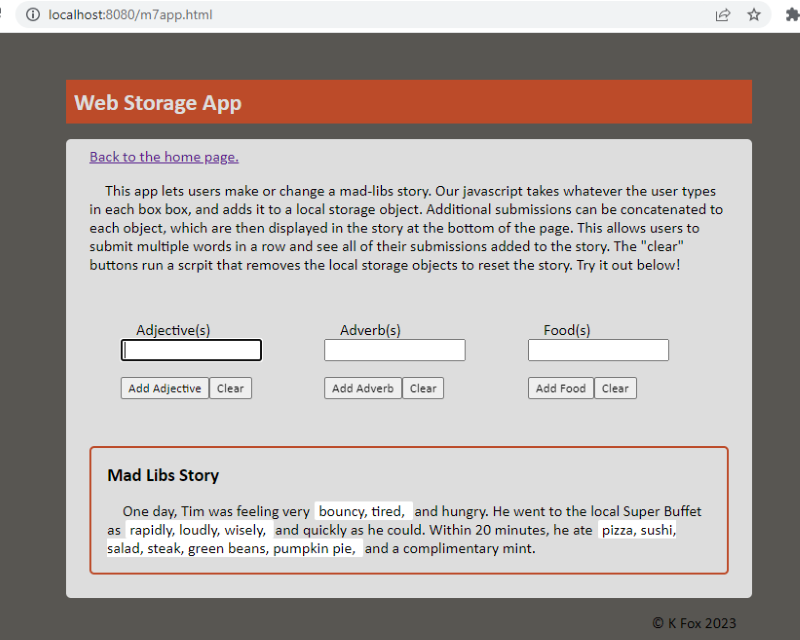 localhost:8080/m7app.html
Web Storage App
Back to the home page.
This app lets users make or change a mad-libs story. Our javascript takes whatever the user types
in each box box, and adds it to a local storage object. Additional submissions can be concatenated to
each object, which are then displayed in the story at the bottom of the page. This allows users to
submit multiple words in a row and see all of their submissions added to the story. The "clear"
buttons run a scrpit that removes the local storage objects to reset the story. Try it out below!
Adjective(s) Adverb(s) Food(s)
Add Adjective Clear Add Adverb Clear Add Food Clear
Mad Libs Story
One day, Tim was feeling very bouncy, tired, and hungry. He went to the local Super Buffet
as rapidly, loudly, wisely, and quickly as he could. Within 20 minutes, he ate pizza, sushi,
salad, steak, green beans, pumpkin pie, and a complimentary mint.
© K Fox 2023